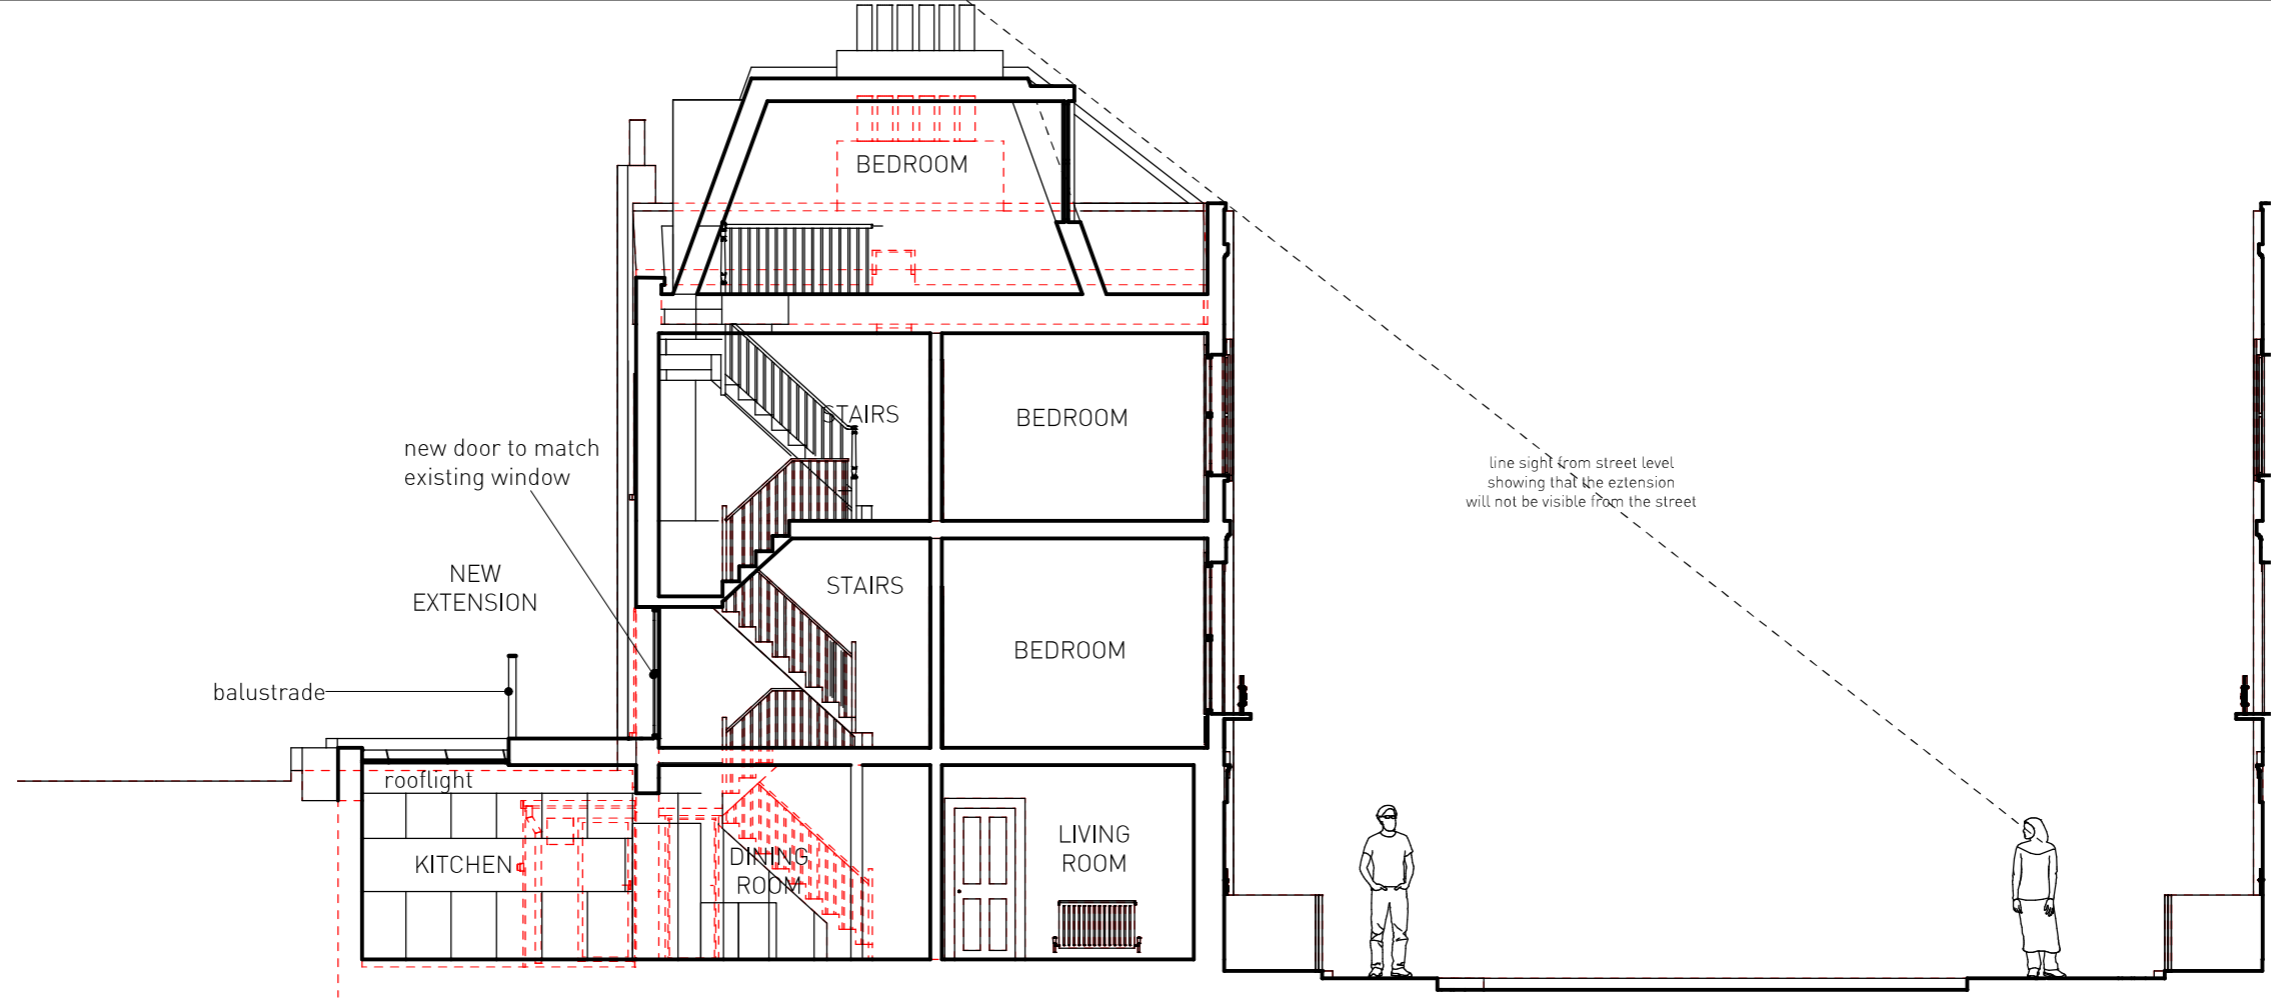 BEDROOM
STAIRS
BEDROOM
new door to match
existing window
line sight from street level
showing that the eztension
will not be visible from the street
NEW
EXTENSION
STAIRS
BEDROOM
balustrade
rooflight
KITCHEN
DINING
ROOM
LIVING
ROOM